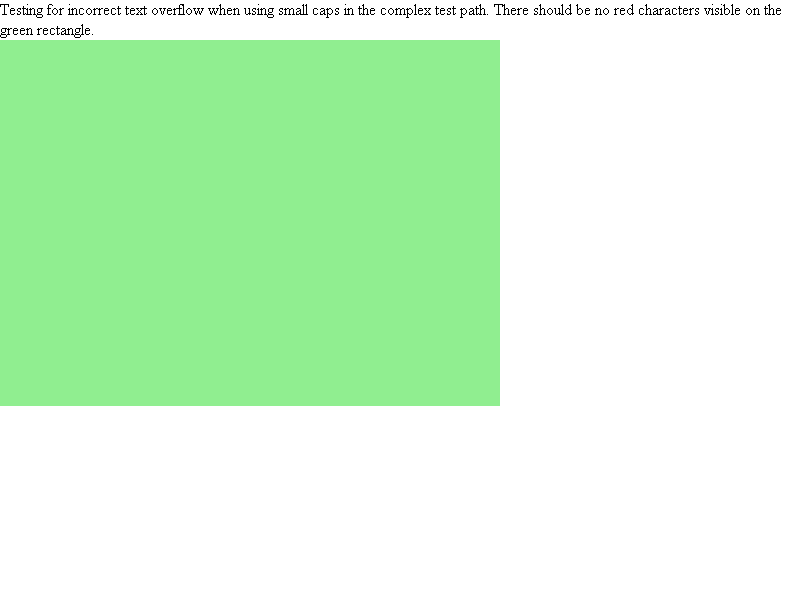 Testing for incorrect text overflow when using small caps in the complex test path. There should be no red characters visible on the
green rectangle.